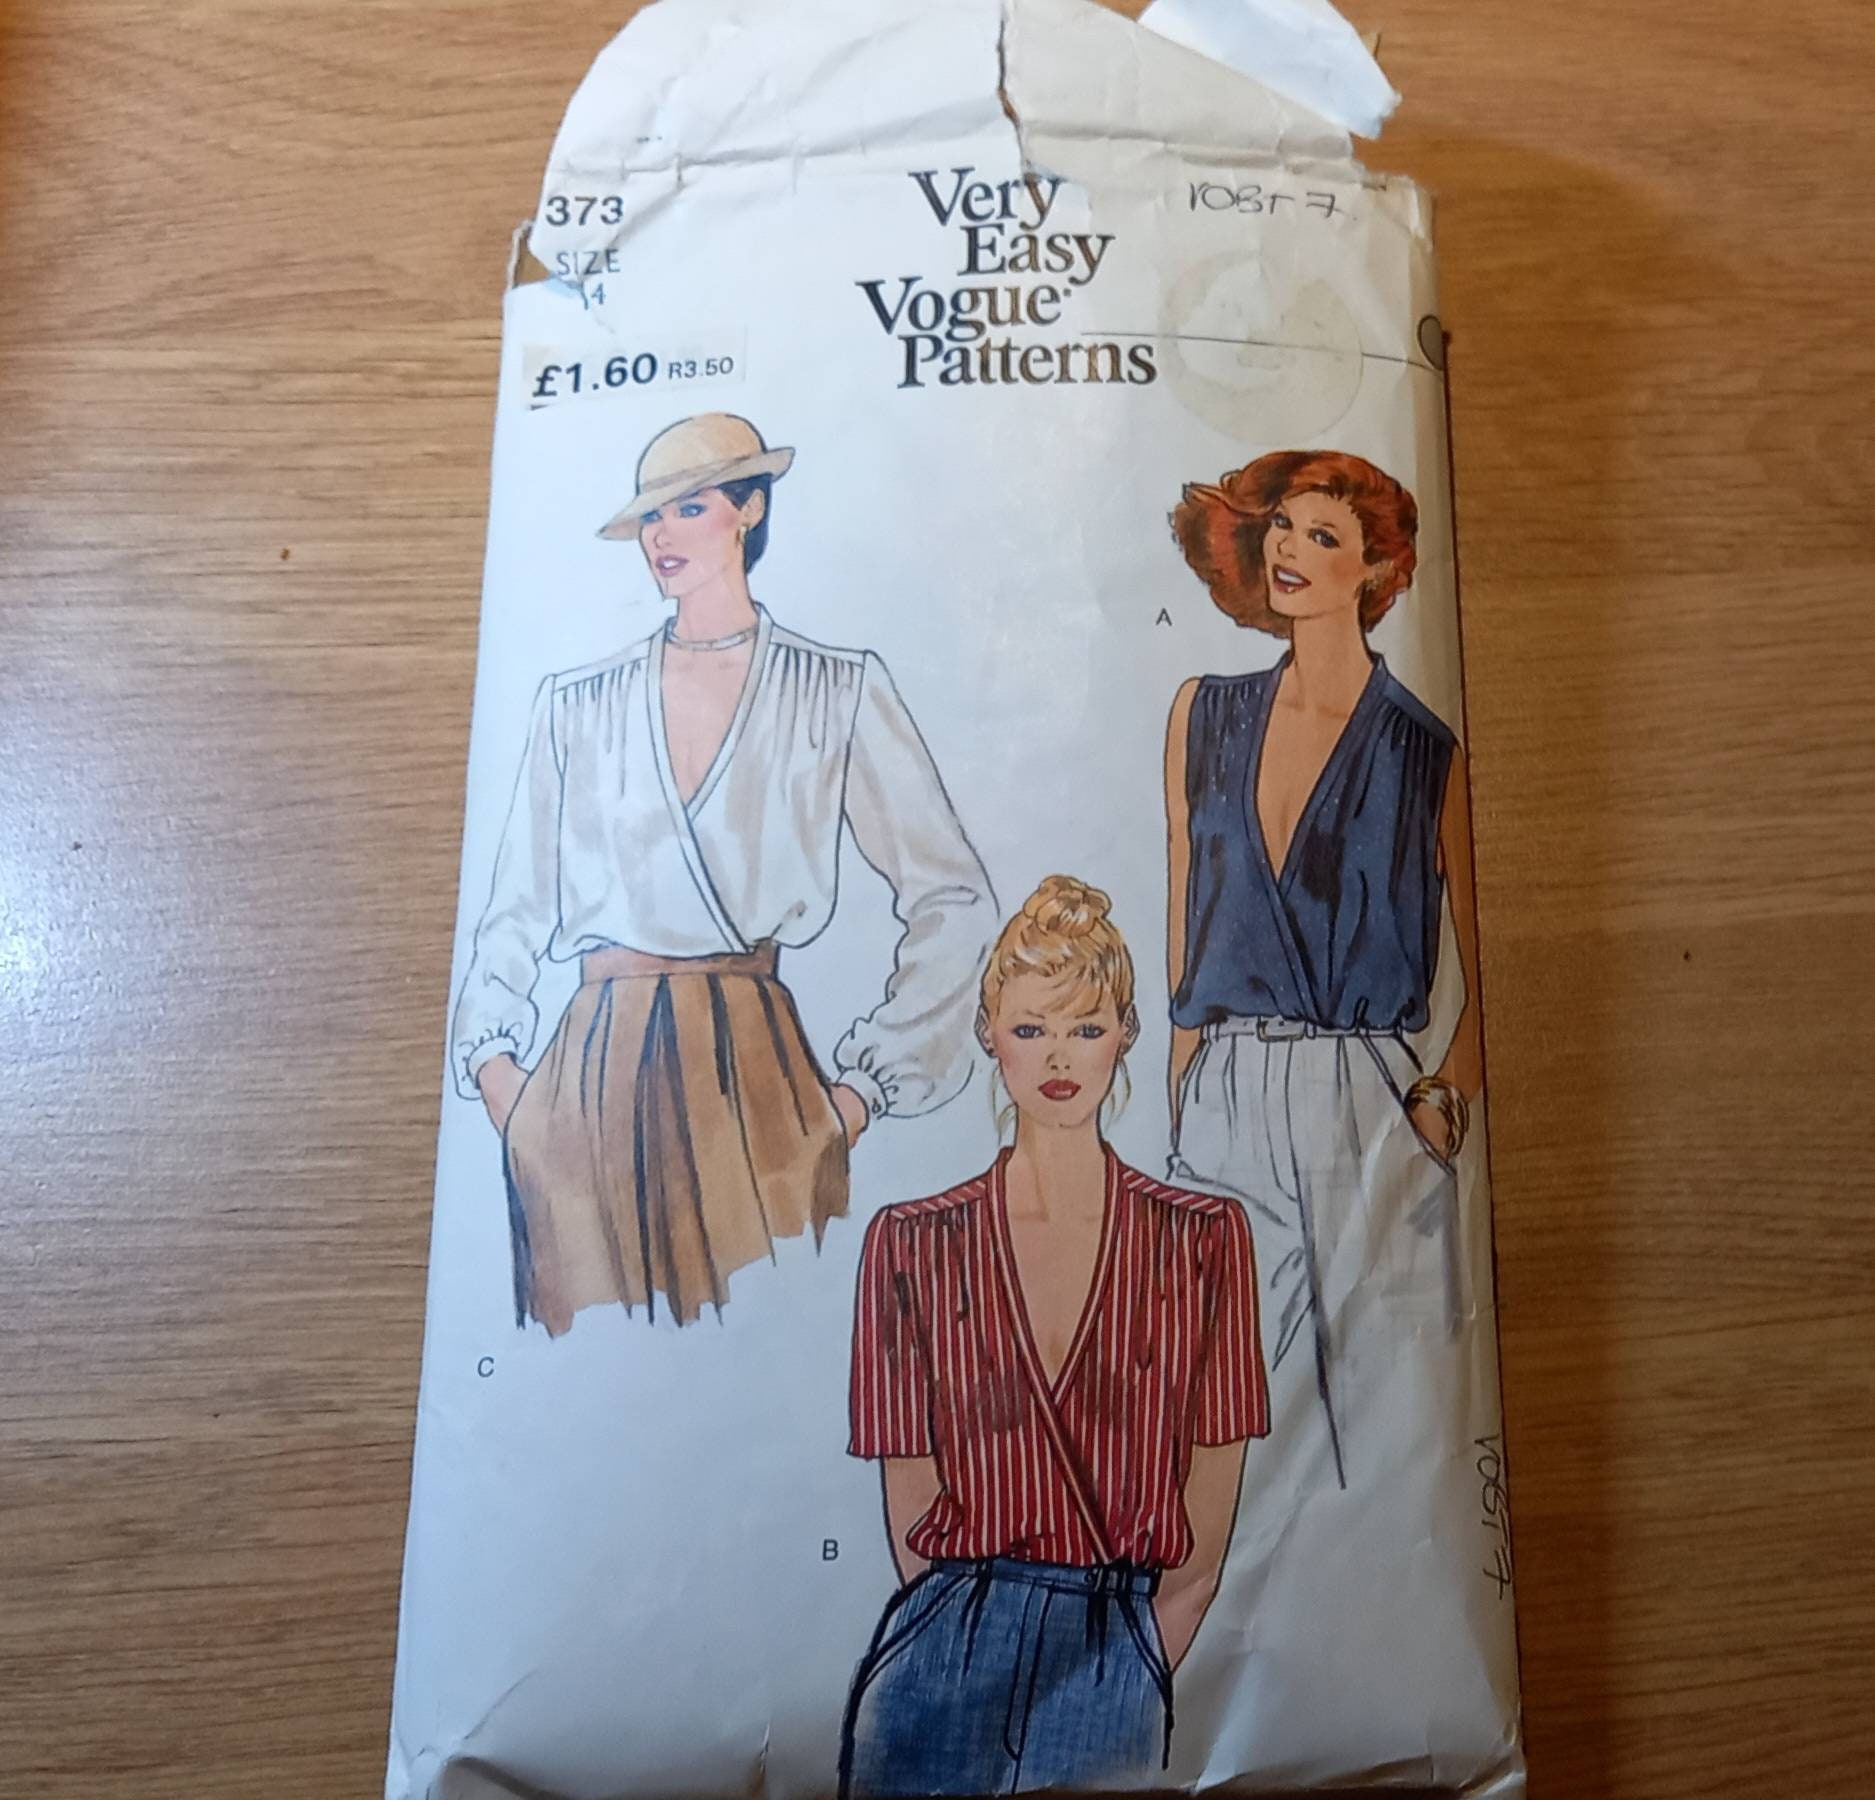 373
SIZE
14
£1.60 R3.50
Very
Easy
Vogue
Patterns
A
C
B